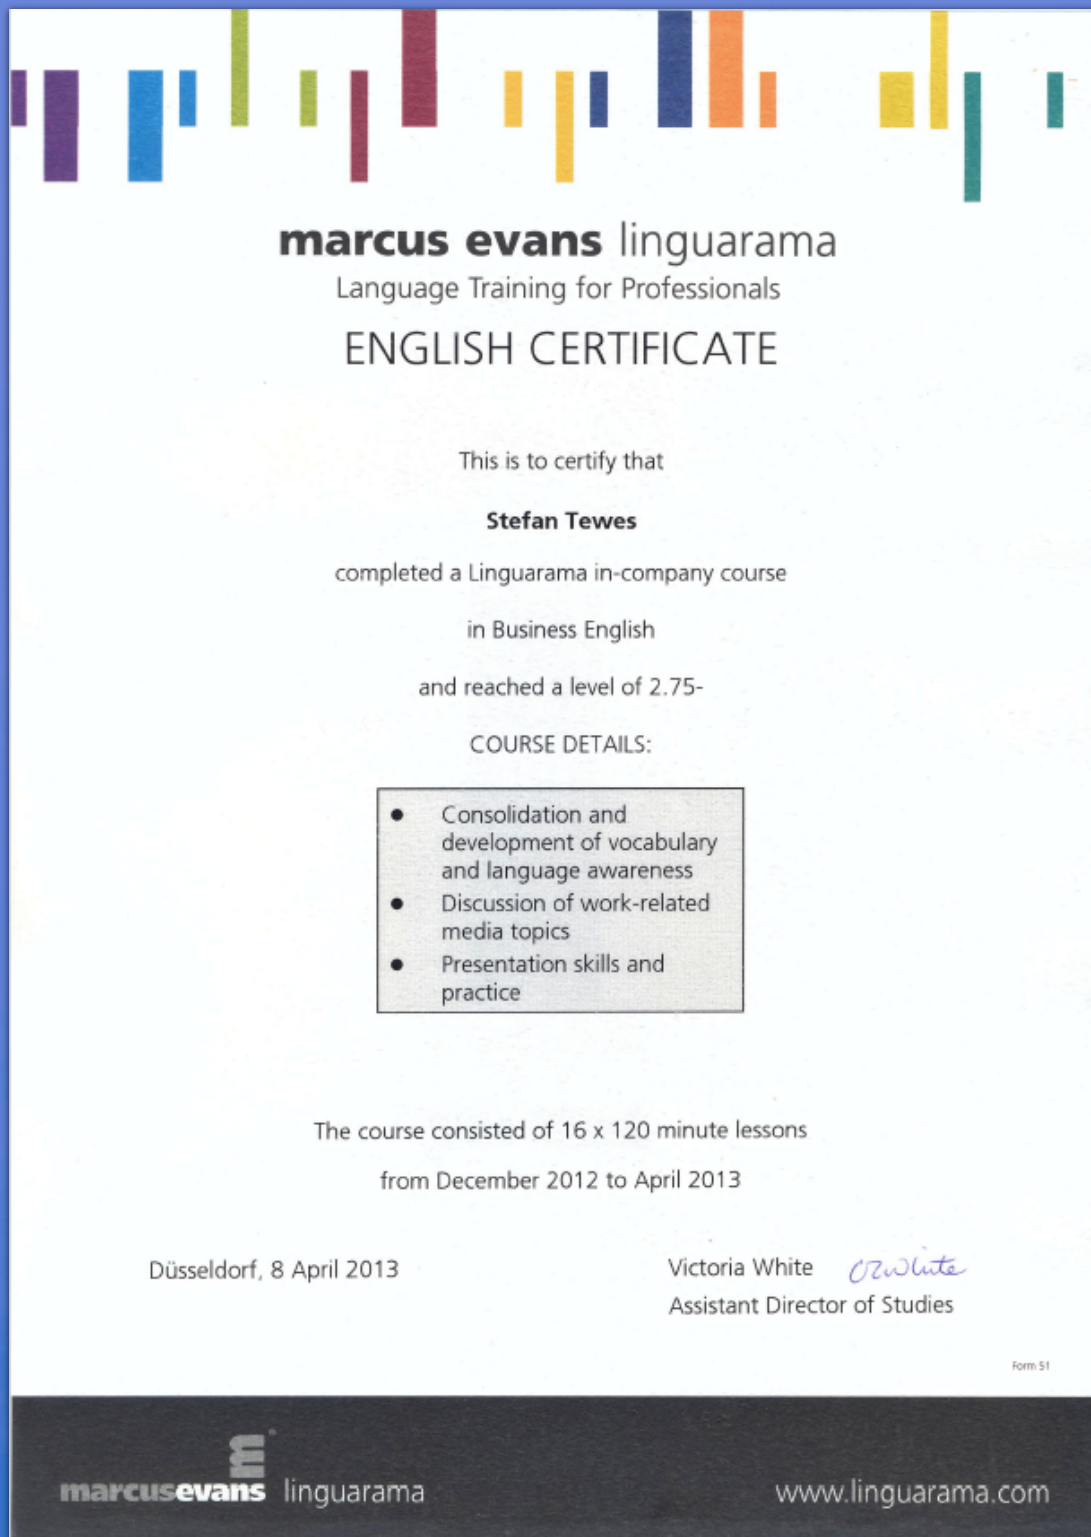 marcus evans linguarama
Language Training for Professionals
ENGLISH CERTIFICATE
This is to certify that
Stefan Tewes
completed a Linguarama in-company course
in Business English
and reached a level of 2.75-
COURSE DETAILS:
● Consolidation and
development of vocabulary
and language awareness
● Discussion of work-related
media topics
● Presentation skills and
practice
The course consisted of 16 x 120 minute lessons
from December 2012 to April 2013
Düsseldorf, 8 April 2013
Victoria White
Assistant Director of Studies
Form 51
marcusevans linguarama
www.linguarama.com